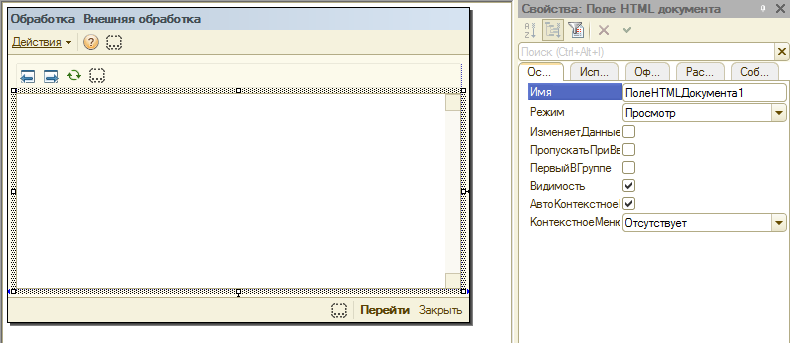 Обработка Внешняя обработка
Действия
?
Перейти Закрыть
Свойства: Поле HTML документа
Поиск (Ctrl+Alt+I)
Ос... Исп... Оф... Рас... Соб...
Имя ПолеHTMLДокумента1
Режим Просмотр
ИзменяетДанные
ПропускатьПриВв
ПервыйВГруппе
Видимость
АвтоКонтекстное
КонтекстноеМен Отсутствует